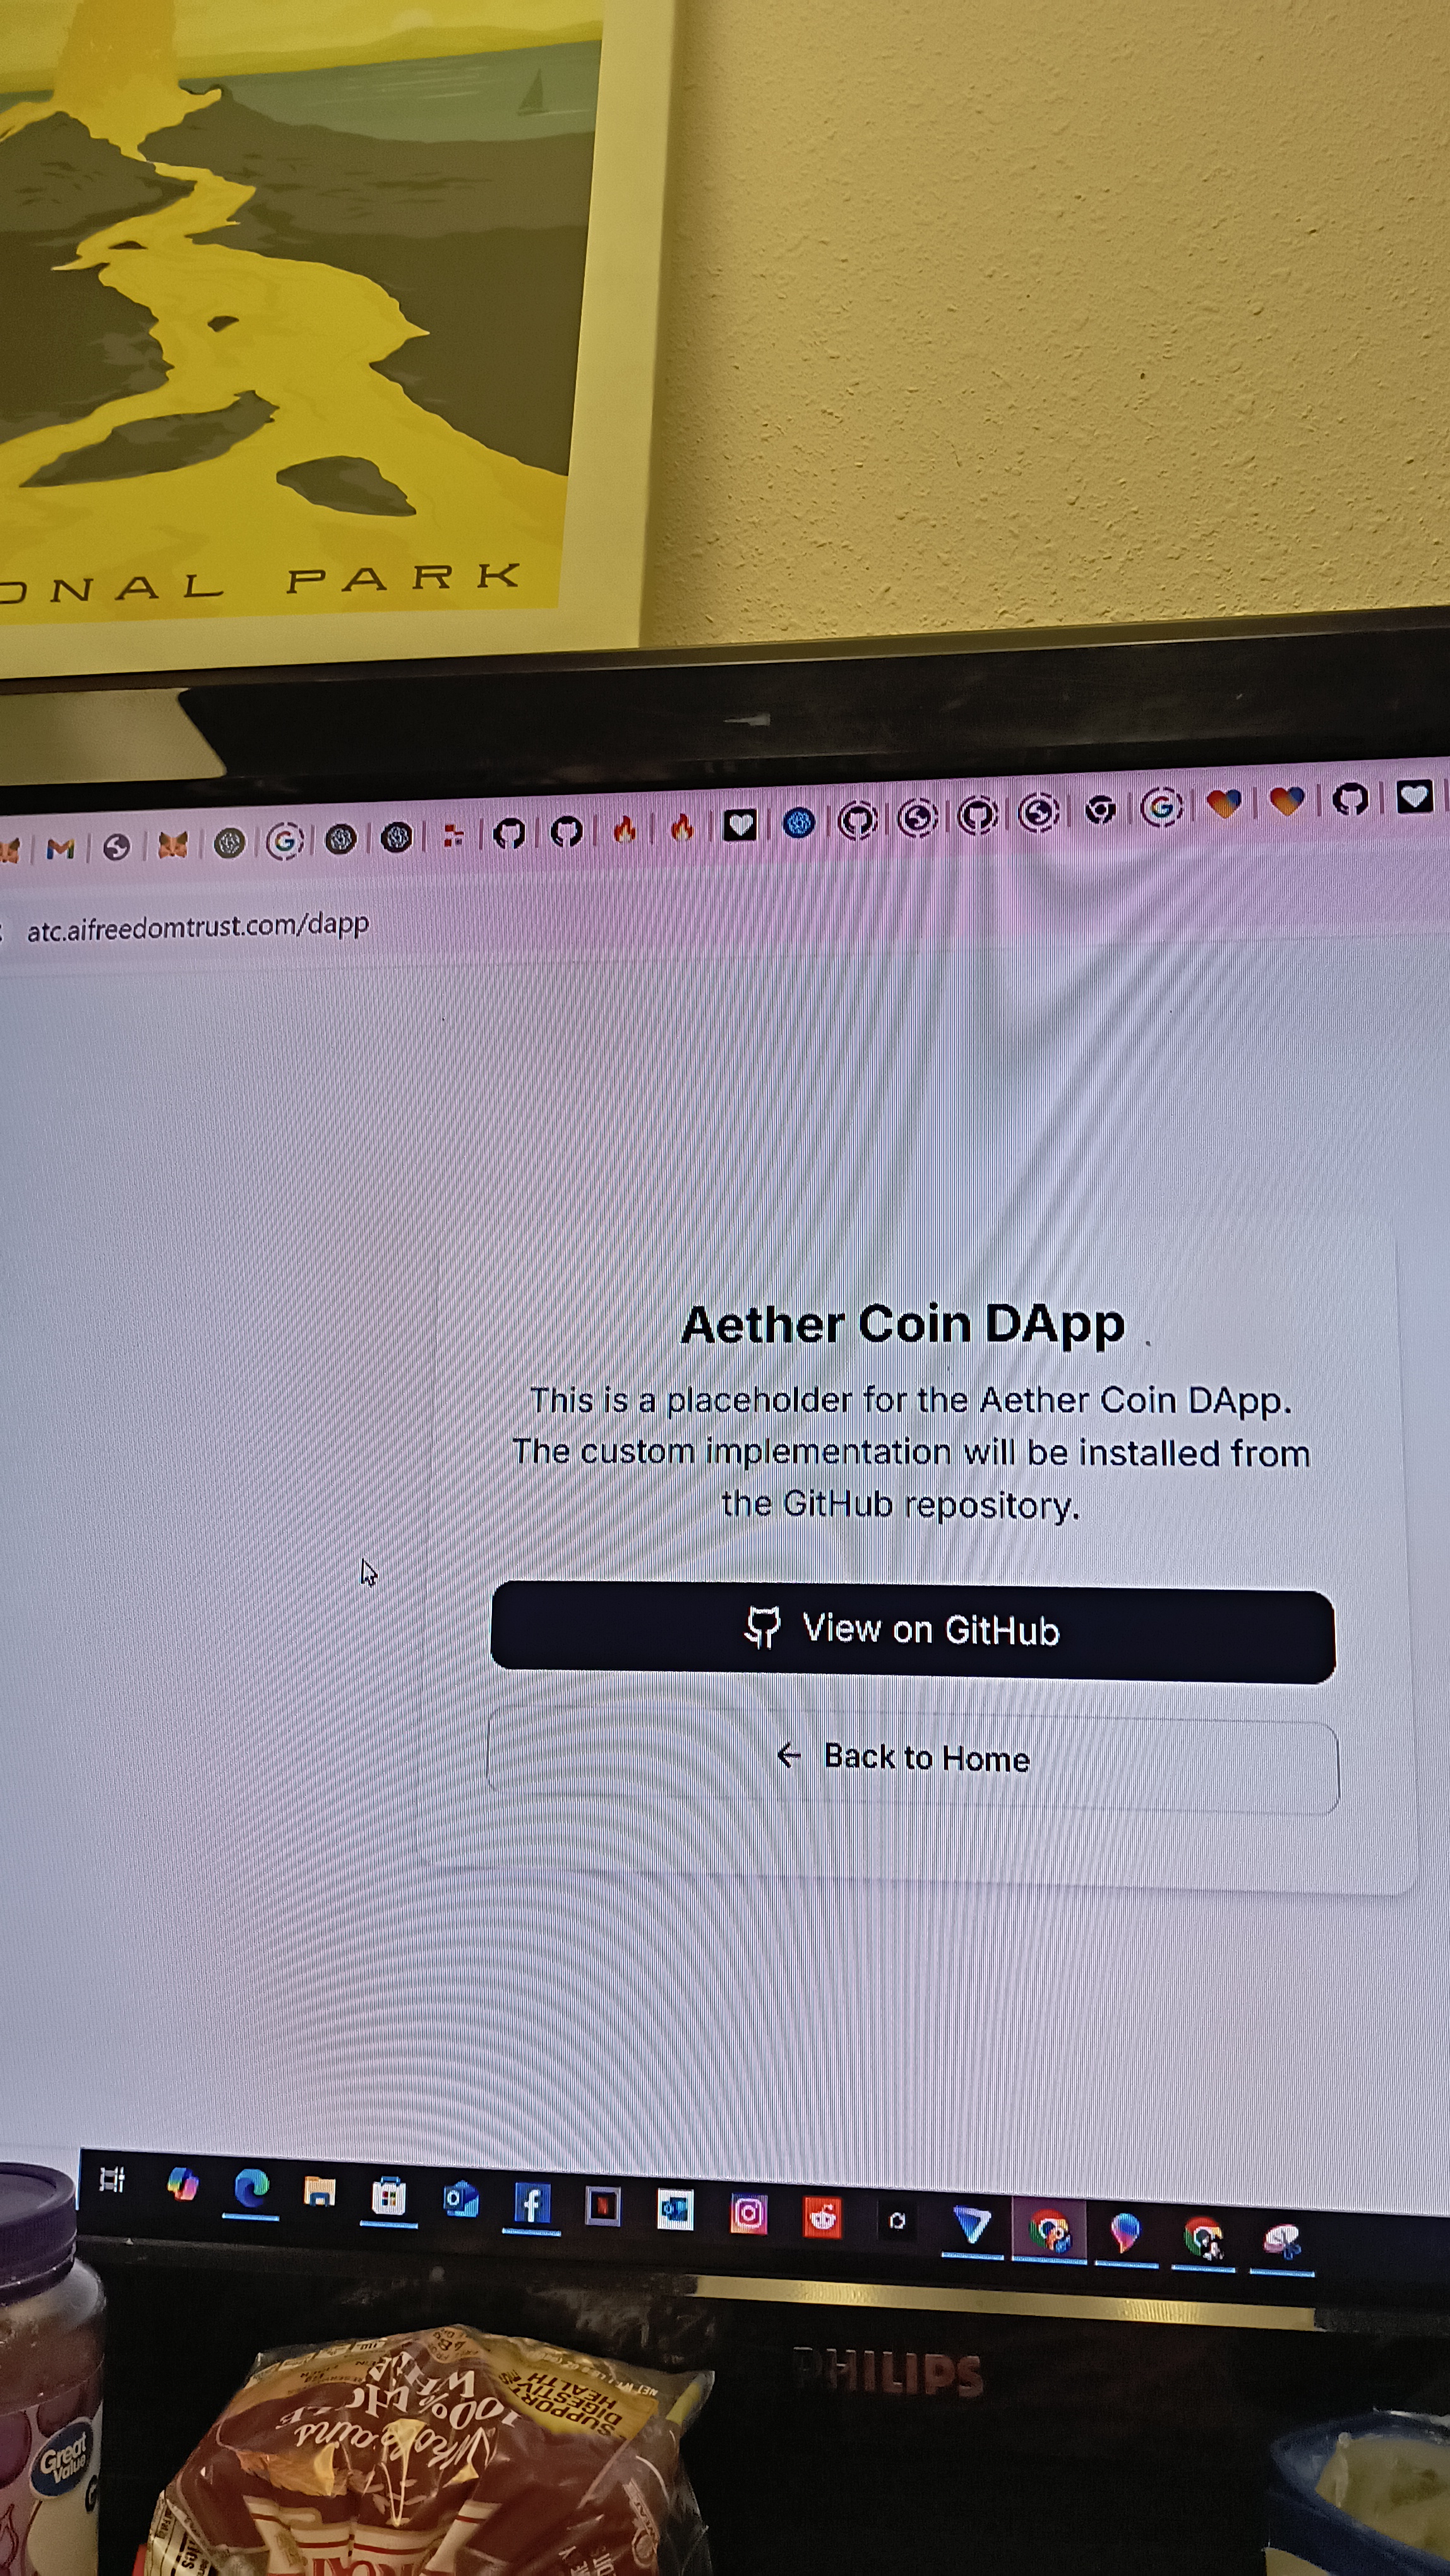 ONAL PARK
atc.aifreedomtrust.com/dapp
Aether Coin DApp
This is a placeholder for the Aether Coin DApp.
The custom implementation will be installed from
the GitHub repository.
View on GitHub
← Back to Home
PHILIPS
Great
Value
SUPPORTS
DIGESTIVE
HEALTH
100%
Whole